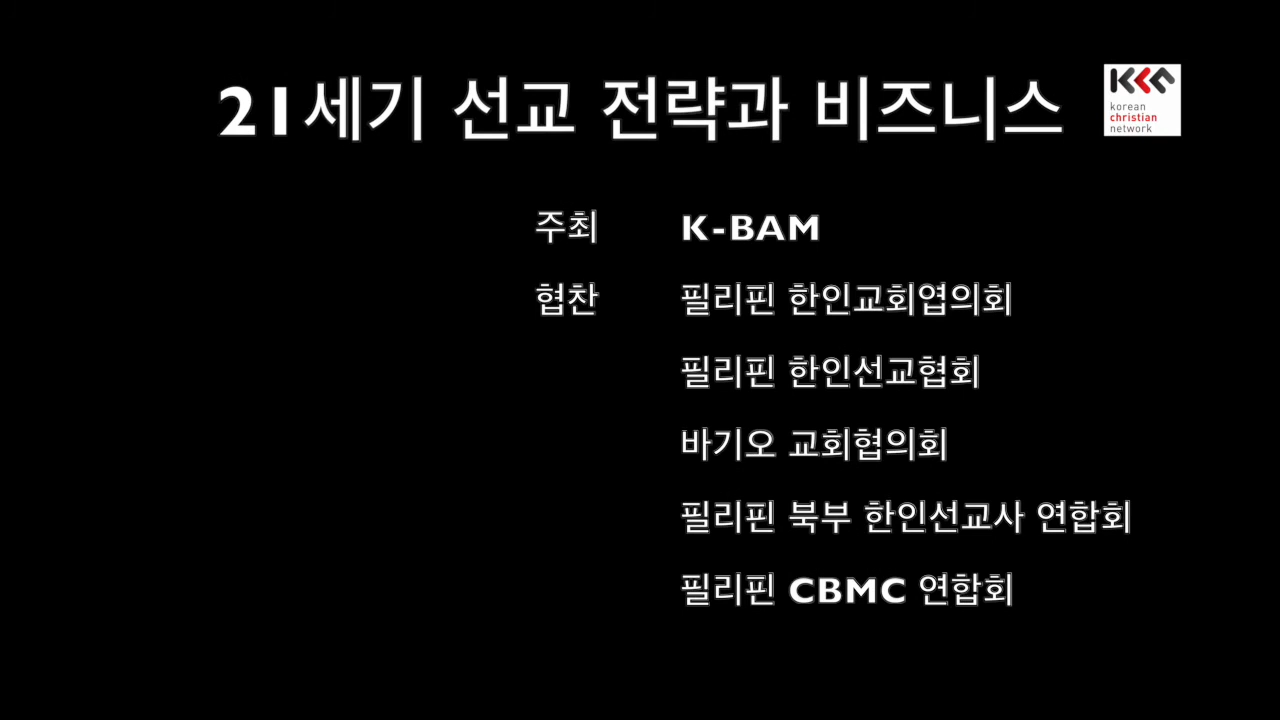 21세기 선교 전략과 비즈니스
KCN
korean
christian
network
주최 K-BAM
협찬 필리핀 한인교회엽의회
필리핀 한인선교협회
바기오 교회협의회
필리핀 북부 한인선교사 연합회
필리핀 CBMC 연합회